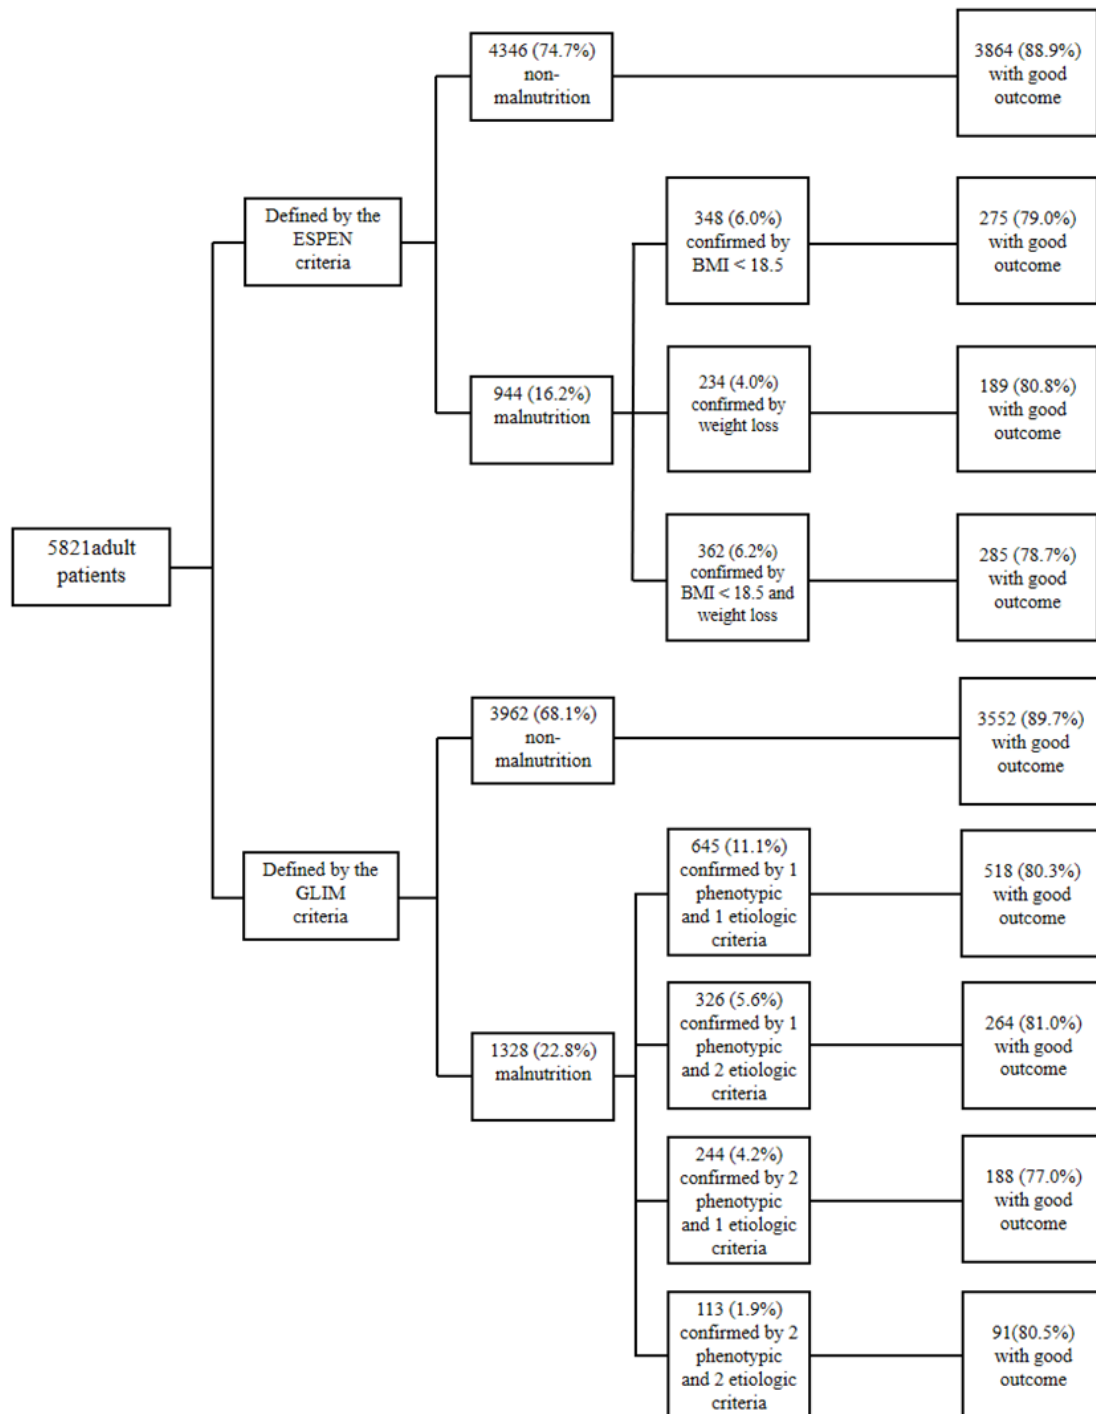 5821adult
patients
Defined by the
ESPEN
criteria
4346 (74.7%)
non-
malnutrition
3864 (88.9%)
with good
outcome
944 (16.2%)
malnutrition
348 (6.0%)
confirmed by
BMI < 18.5
275 (79.0%)
with good
outcome
234 (4.0%)
confirmed by
weight loss
189 (80.8%)
with good
outcome
362 (6.2%)
confirmed by
BMI < 18.5 and
weight loss
285 (78.7%)
with good
outcome
Defined by the
GLIM
criteria
3962 (68.1%)
non-
malnutrition
3552 (89.7%)
with good
outcome
1328 (22.8%)
malnutrition
645 (11.1%)
confirmed by 1
phenotypic
and 1 etiologic
criteria
518 (80.3%)
with good
outcome
326 (5.6%)
confirmed by 1
phenotypic
and 2 etiologic
criteria
264 (81.0%)
with good
outcome
244 (4.2%)
confirmed by 2
phenotypic
and 1 etiologic
criteria
188 (77.0%)
with good
outcome
113 (1.9%)
confirmed by 2
phenotypic
and 2 etiologic
criteria
91(80.5%)
with good
outcome